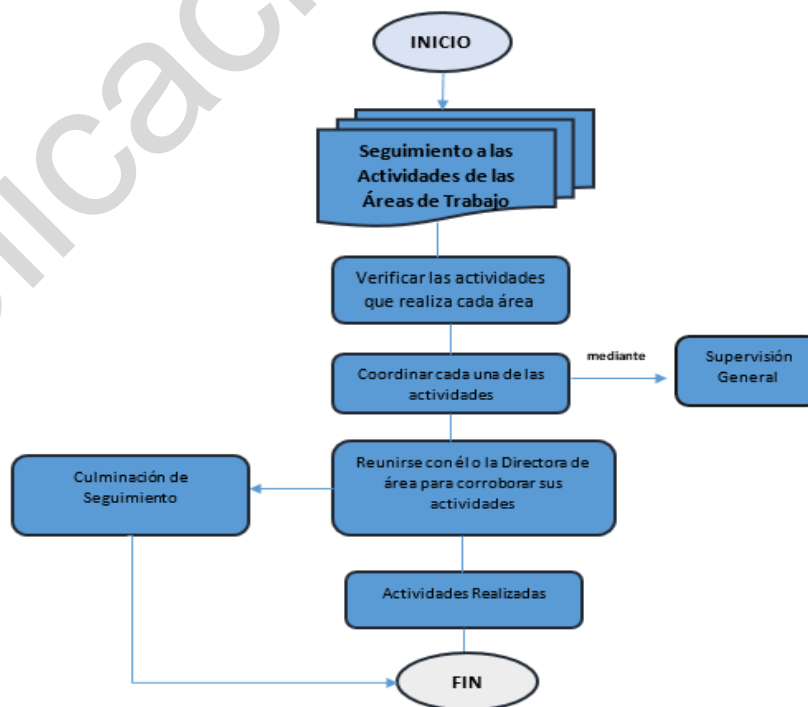 INICIO
Seguimiento a las
Actividades de las
Áreas de Trabajo
Verificar las actividades
que realiza cada área
Coordinar cada una de las
actividades
mediante
Supervisión
General
Reunirse con él o la Directora de
área para corroborar sus
actividades
Culminación de
Seguimiento
Actividades Realizadas
FIN